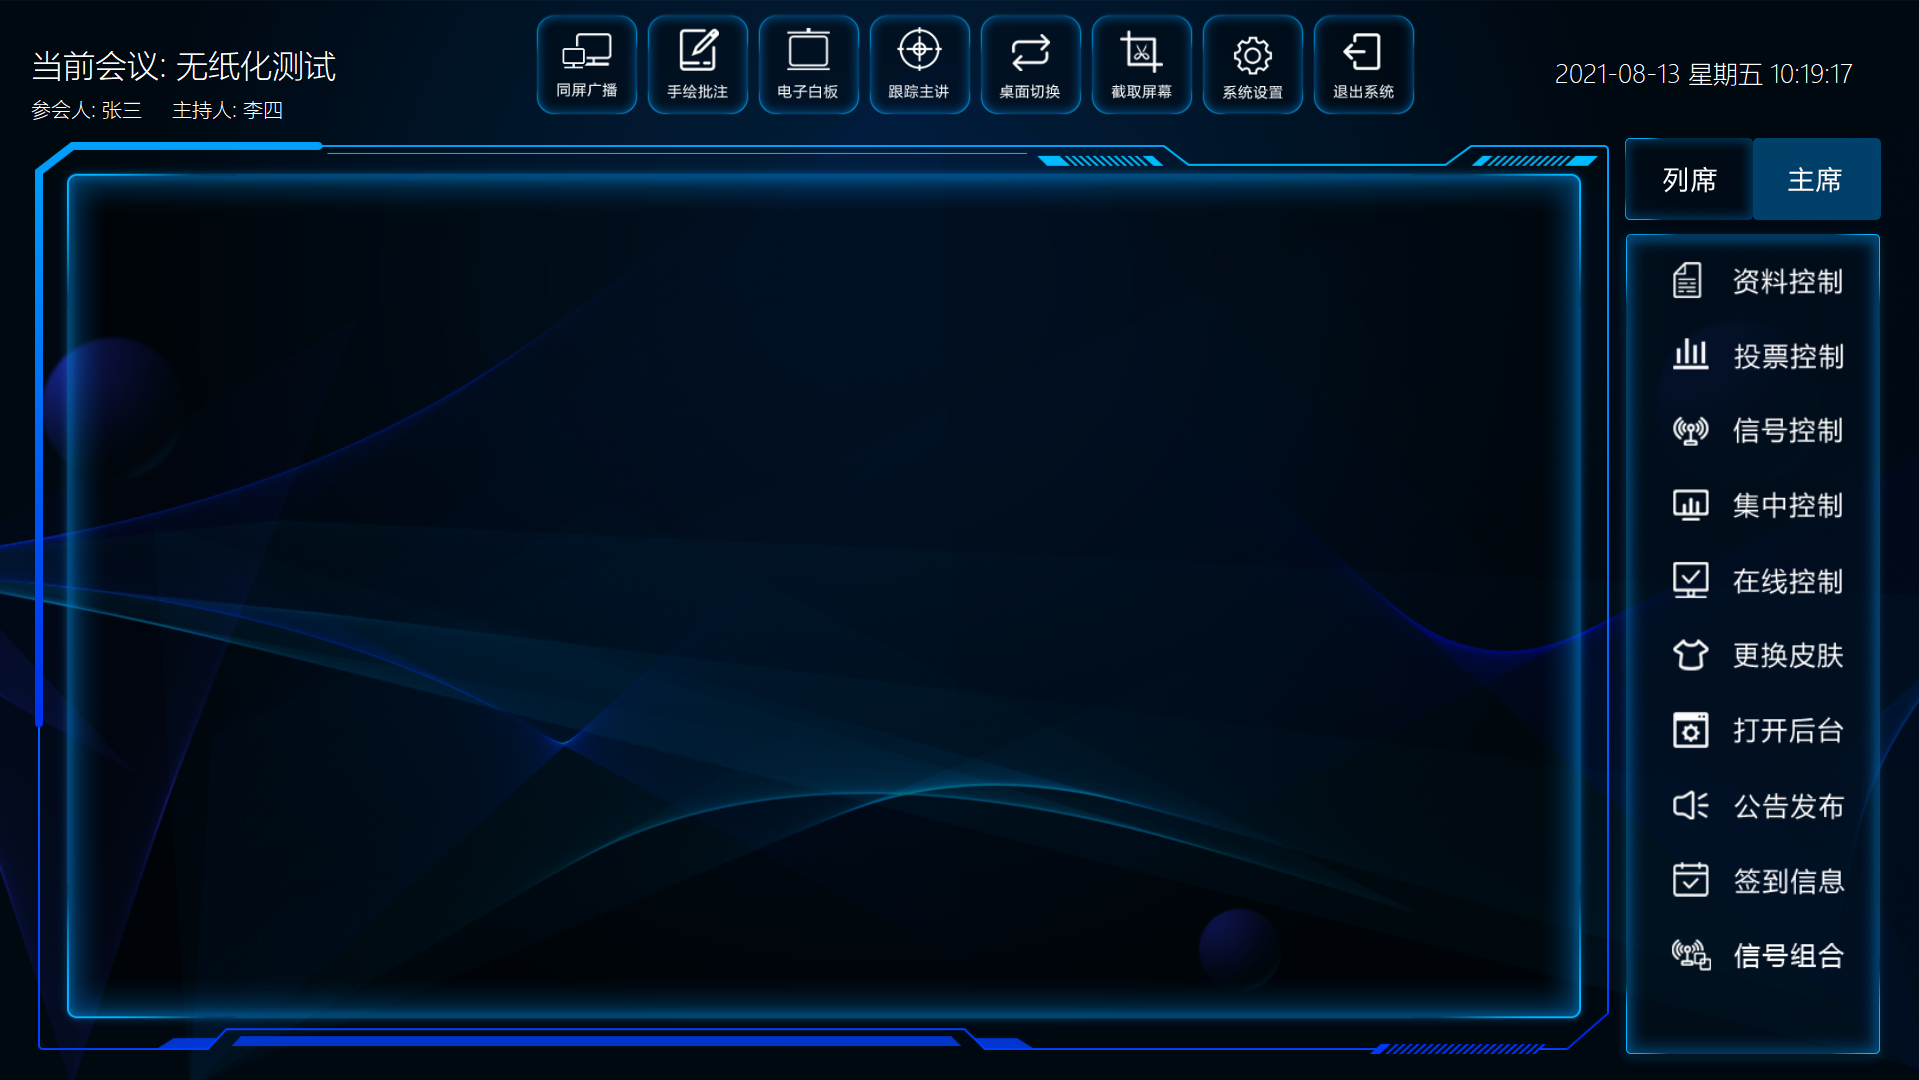 当前会议: 无纸化测试
参会人: 张三 主持人: 李四
同屏广播
手绘批注
电子白板
跟踪主讲
桌面切换
截取屏幕
系统设置
退出系统
2021-08-13 星期五 10:19:17
列席
主席
资料控制
投票控制
信号控制
集中控制
在线控制
更换皮肤
打开后台
公告发布
签到信息
信号组合